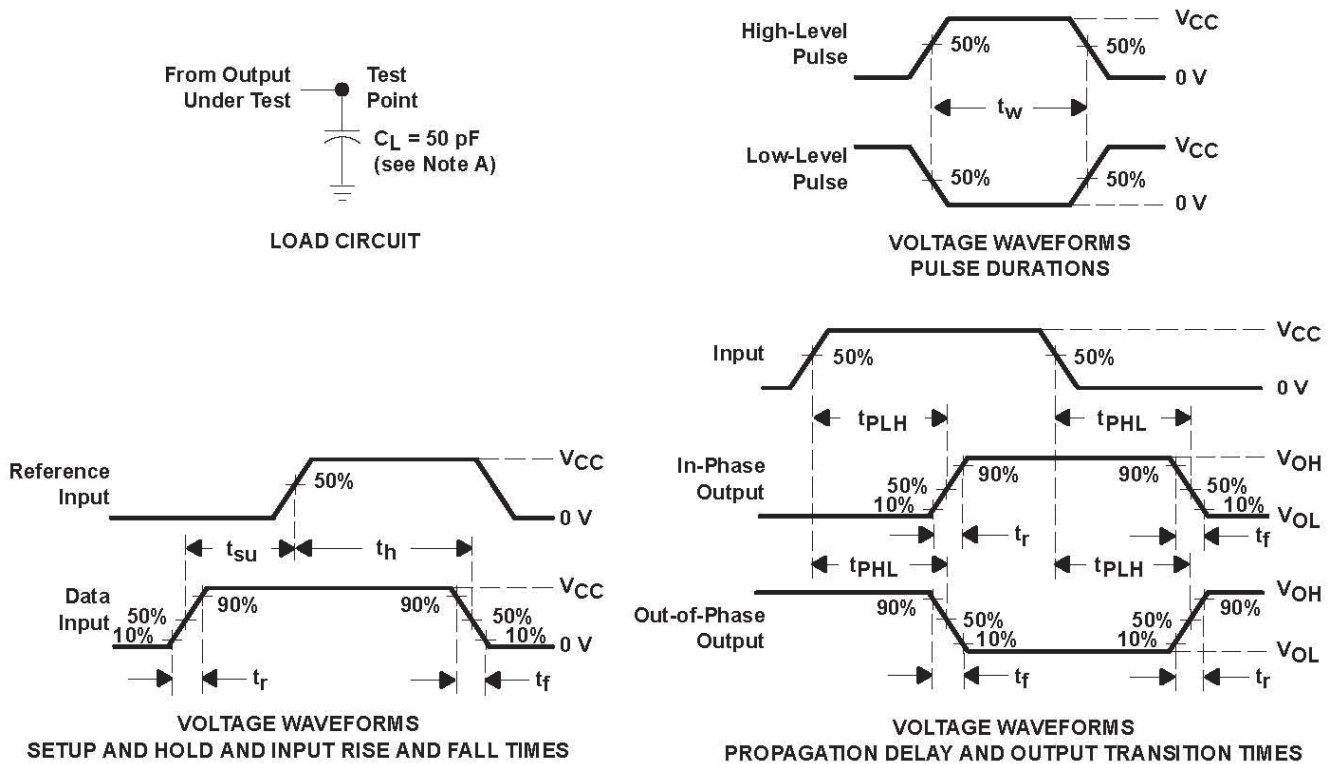 From Output
Under Test
Test
Point
CL = 50 pF
(see Note A)
LOAD CIRCUIT
High-Level
Pulse
50%
50%
VCC
0 V
tw
Low-Level
Pulse
50%
50%
VCC
0 V
VOLTAGE WAVEFORMS
PULSE DURATIONS
Reference
Input
50%
VCC
0 V
tsu
th
Data
Input
50%
10%
90%
90%
50%
10%
VCC
0 V
tr
tf
VOLTAGE WAVEFORMS
SETUP AND HOLD AND INPUT RISE AND FALL TIMES
Input
50%
50%
VCC
0 V
tPLH
tPHL
In-Phase
Output
50%
10%
90%
90%
50%
10%
VOH
VOL
tr
tf
tPHL
tPLH
Out-of-Phase
Output
90%
50%
10%
50%
10%
90%
VOH
VOL
tf
tr
VOLTAGE WAVEFORMS
PROPAGATION DELAY AND OUTPUT TRANSITION TIMES